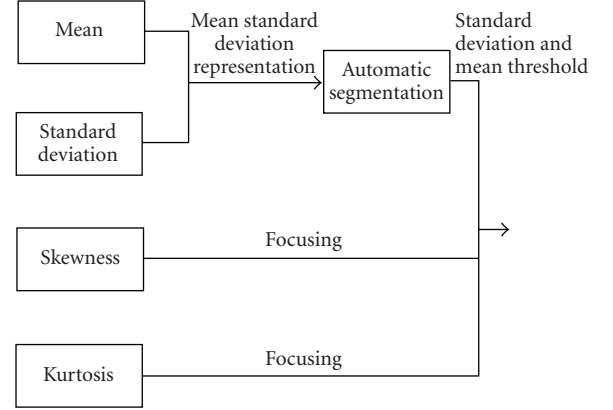 Mean
Mean standard
deviation
representation
Standard
deviation and
mean threshold
Automatic
segmentation
Standard
deviation
Skewness
Focusing
Kurtosis
Focusing